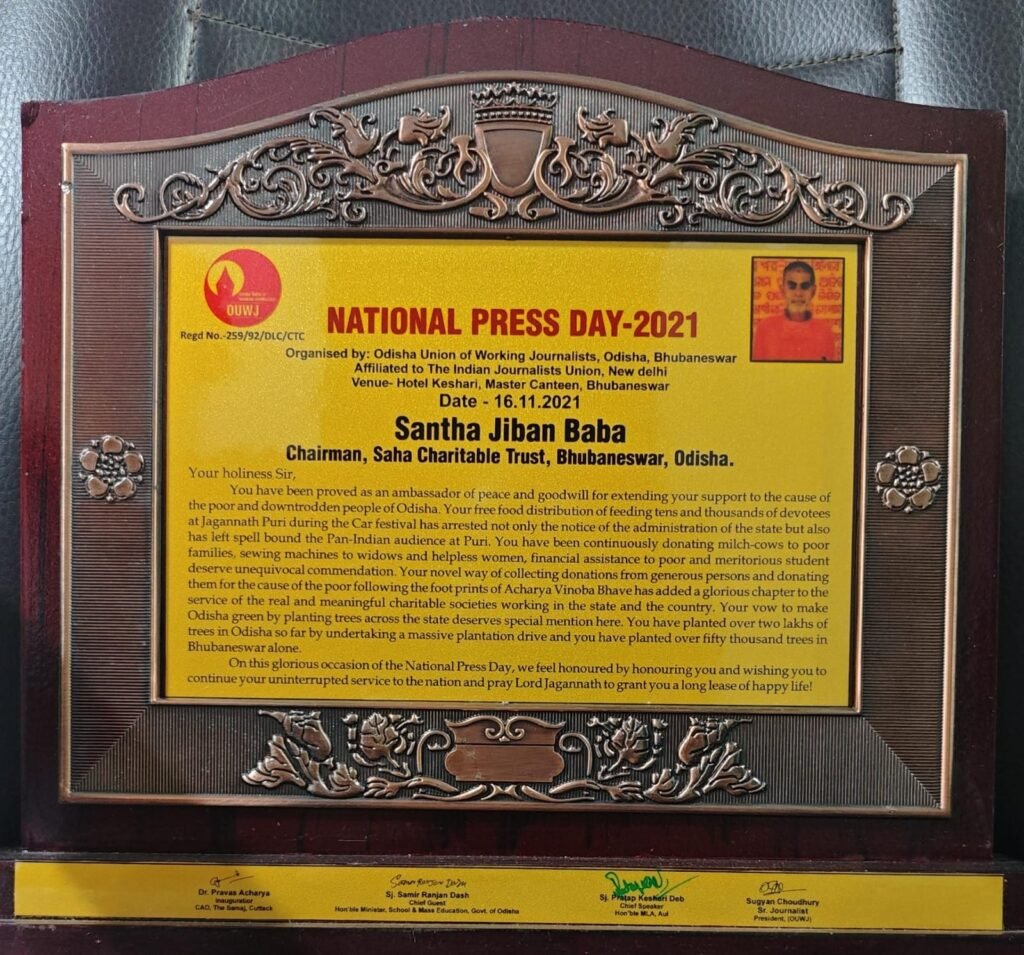 OUWJ
Regd No.-259/92/DLC/CTC
NATIONAL PRESS DAY-2021
Organised by: Odisha Union of Working Journalists, Odisha, Bhubaneswar
Affiliated to The Indian Journalists Union, New delhi
Venue- Hotel Keshari, Master Canteen, Bhubaneswar
Date - 16.11.2021
Santha Jiban Baba
Chairman, Saha Charitable Trust, Bhubaneswar, Odisha.
Your holiness Sir,
You have been proved as an ambassador of peace and goodwill for extending your support to the cause of
the poor and downtrodden people of Odisha. Your free food distribution of feeding tens and thousands of devotees
at Jagannath Puri during the Car festival has arrested not only the notice of the administration of the state but also
has left spell bound the Pan-Indian audience at Puri. You have been continuously donating milch-cows to poor
families, sewing machines to widows and helpless women, financial assistance to poor and meritorious student
deserve unequivocal commendation. Your novel way of collecting donations from generous persons and donating
them for the cause of the poor following the foot prints of Acharya Vinoba Bhave has added a glorious chapter to the
service of the real and meaningful charitable societies working in the state and the country. Your vow to make
Odisha green by planting trees across the state deserves special mention here. You have planted over two lakhs of
trees in Odisha so far by undertaking a massive plantation drive and you have planted over fifty thousand trees in
Bhubaneswar alone.
On this glorious occasion of the National Press Day, we feel honoured by honouring you and wishing you to
continue your uninterrupted service to the nation and pray Lord Jagannath to grant you a long lease of happy life!
Dr. Pravas Acharya
Inaugurator
CAO, The Samaj, Cuttack
Samir Ranjan Dash
Sj. Samir Ranjan Dash
Chief Guest
Hon'ble Minister, School & Mass Education, Govt. of Odisha
Sj. Pratap Keshari Deb
Chief Speaker
Hon'ble MLA, Aul
Sugyan Choudhury
Sr. Journalist
President, (OUWJ)